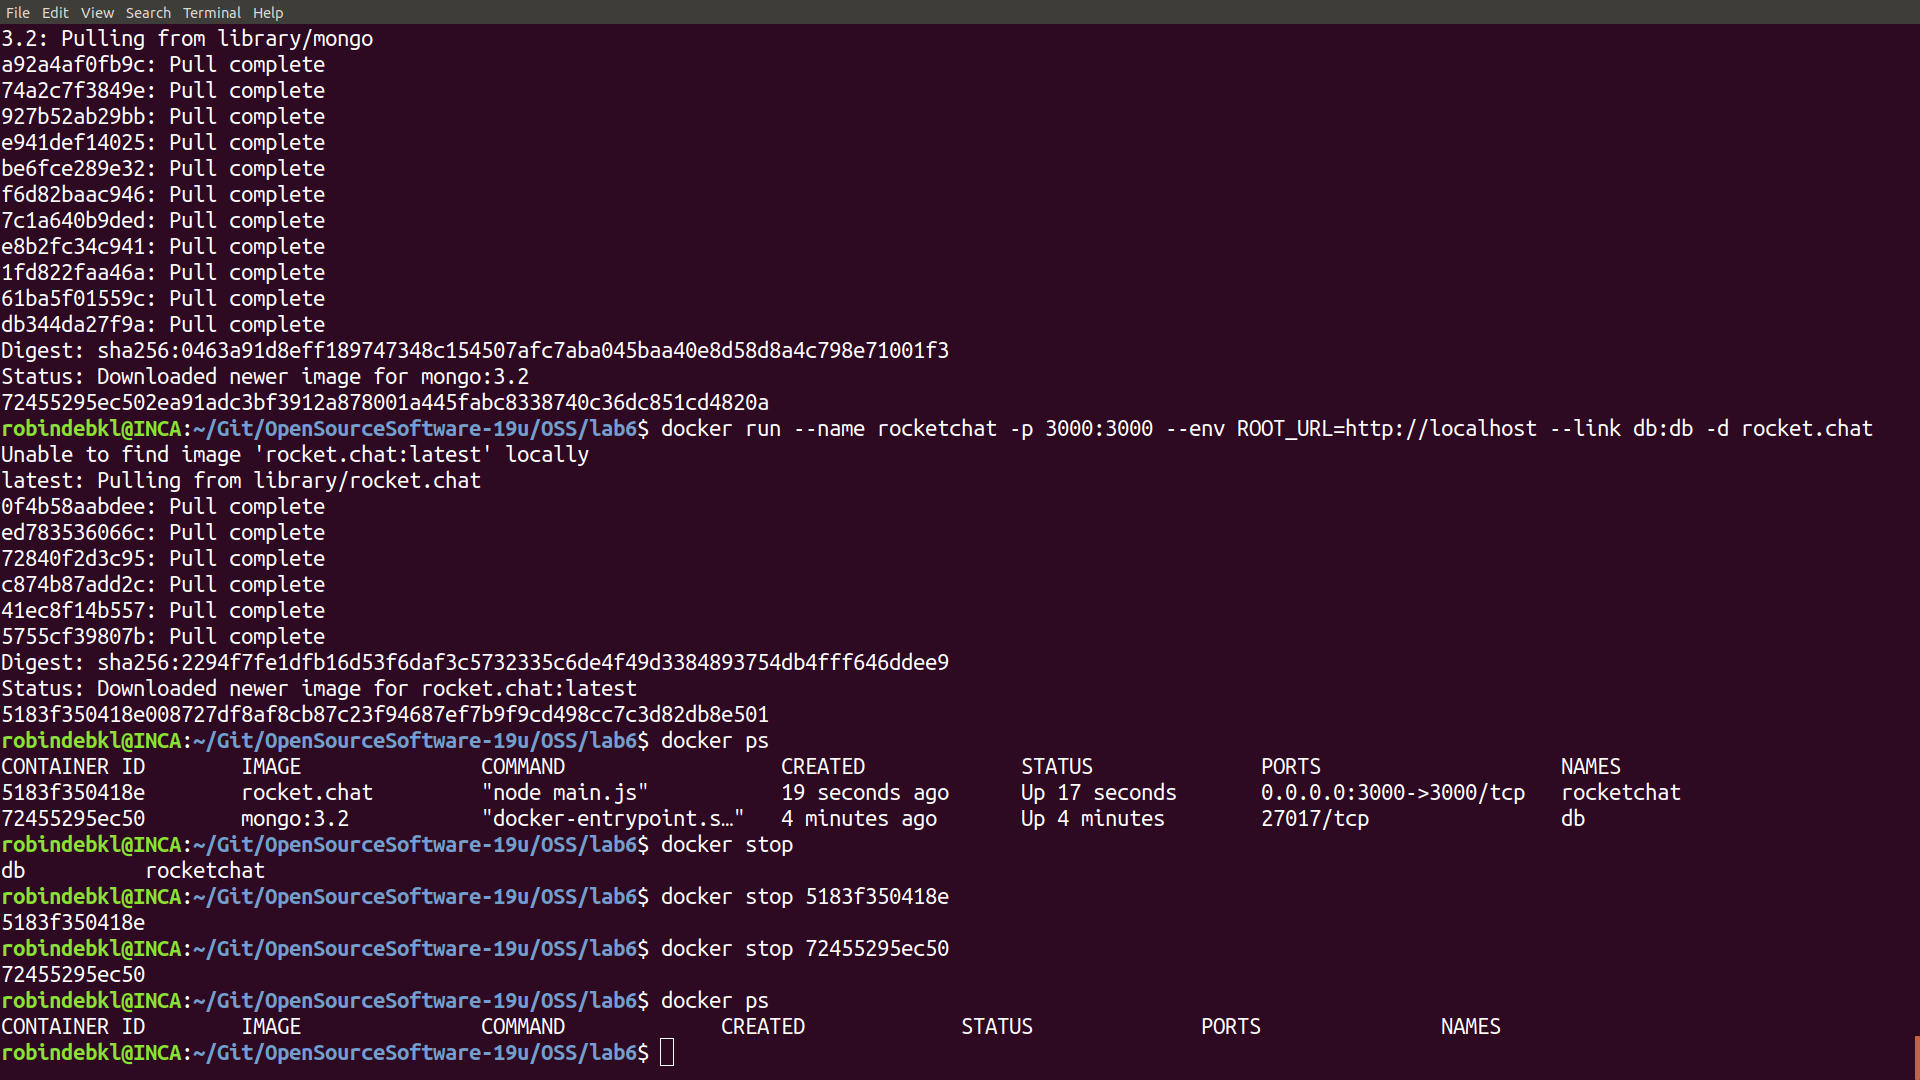 File Edit View Search Terminal Help
3.2: Pulling from library/mongo
a92a4af0fb9c: Pull complete
74a2c7f3849e: Pull complete
927b52ab29bb: Pull complete
e941def14025: Pull complete
be6fce289e32: Pull complete
f6d82baac946: Pull complete
7c1a640b9ded: Pull complete
e8b2fc34c941: Pull complete
1fd822faa46a: Pull complete
61ba5f01559c: Pull complete
db344da27f9a: Pull complete
Digest: sha256:0463a91d8eff189747348c154507afc7aba045baa40e8d58d8a4c798e71001f3
Status: Downloaded newer image for mongo:3.2
72455295ec502ea91adc3bf3912a878001a445fabc8338740c36dc851cd4820a
robindebkl@INCA:~/Git/OpenSourceSoftware-19u/OSS/lab6$ docker run --name rocketchat -p 3000:3000 --env ROOT_URL=http://localhost --link db:db -d rocket.chat
Unable to find image 'rocket.chat:latest' locally
latest: Pulling from library/rocket.chat
0f4b58aabdee: Pull complete
ed783536066c: Pull complete
72840f2d3c95: Pull complete
c874b87add2c: Pull complete
41ec8f14b557: Pull complete
5755cf39807b: Pull complete
Digest: sha256:2294f7fe1dfb16d53f6daf3c5732335c6de4f49d3384893754db4fff646ddee9
Status: Downloaded newer image for rocket.chat:latest
5183f350418e008727df8af8cb87c23f94687ef7b9f9cd498cc7c3d82db8e501
robindebkl@INCA:~/Git/OpenSourceSoftware-19u/OSS/lab6$ docker ps
CONTAINER ID        IMAGE               COMMAND                  CREATED             STATUS              PORTS                    NAMES
5183f350418e        rocket.chat         "node main.js"           19 seconds ago      Up 17 seconds       0.0.0.0:3000->3000/tcp   rocketchat
72455295ec50        mongo:3.2           "docker-entrypoint.s…"   4 minutes ago       Up 4 minutes        27017/tcp                db
robindebkl@INCA:~/Git/OpenSourceSoftware-19u/OSS/lab6$ docker stop
db          rocketchat
robindebkl@INCA:~/Git/OpenSourceSoftware-19u/OSS/lab6$ docker stop 5183f350418e
5183f350418e
robindebkl@INCA:~/Git/OpenSourceSoftware-19u/OSS/lab6$ docker stop 72455295ec50
72455295ec50
robindebkl@INCA:~/Git/OpenSourceSoftware-19u/OSS/lab6$ docker ps
CONTAINER ID        IMAGE               COMMAND             CREATED             STATUS              PORTS               NAMES
robindebkl@INCA:~/Git/OpenSourceSoftware-19u/OSS/lab6$